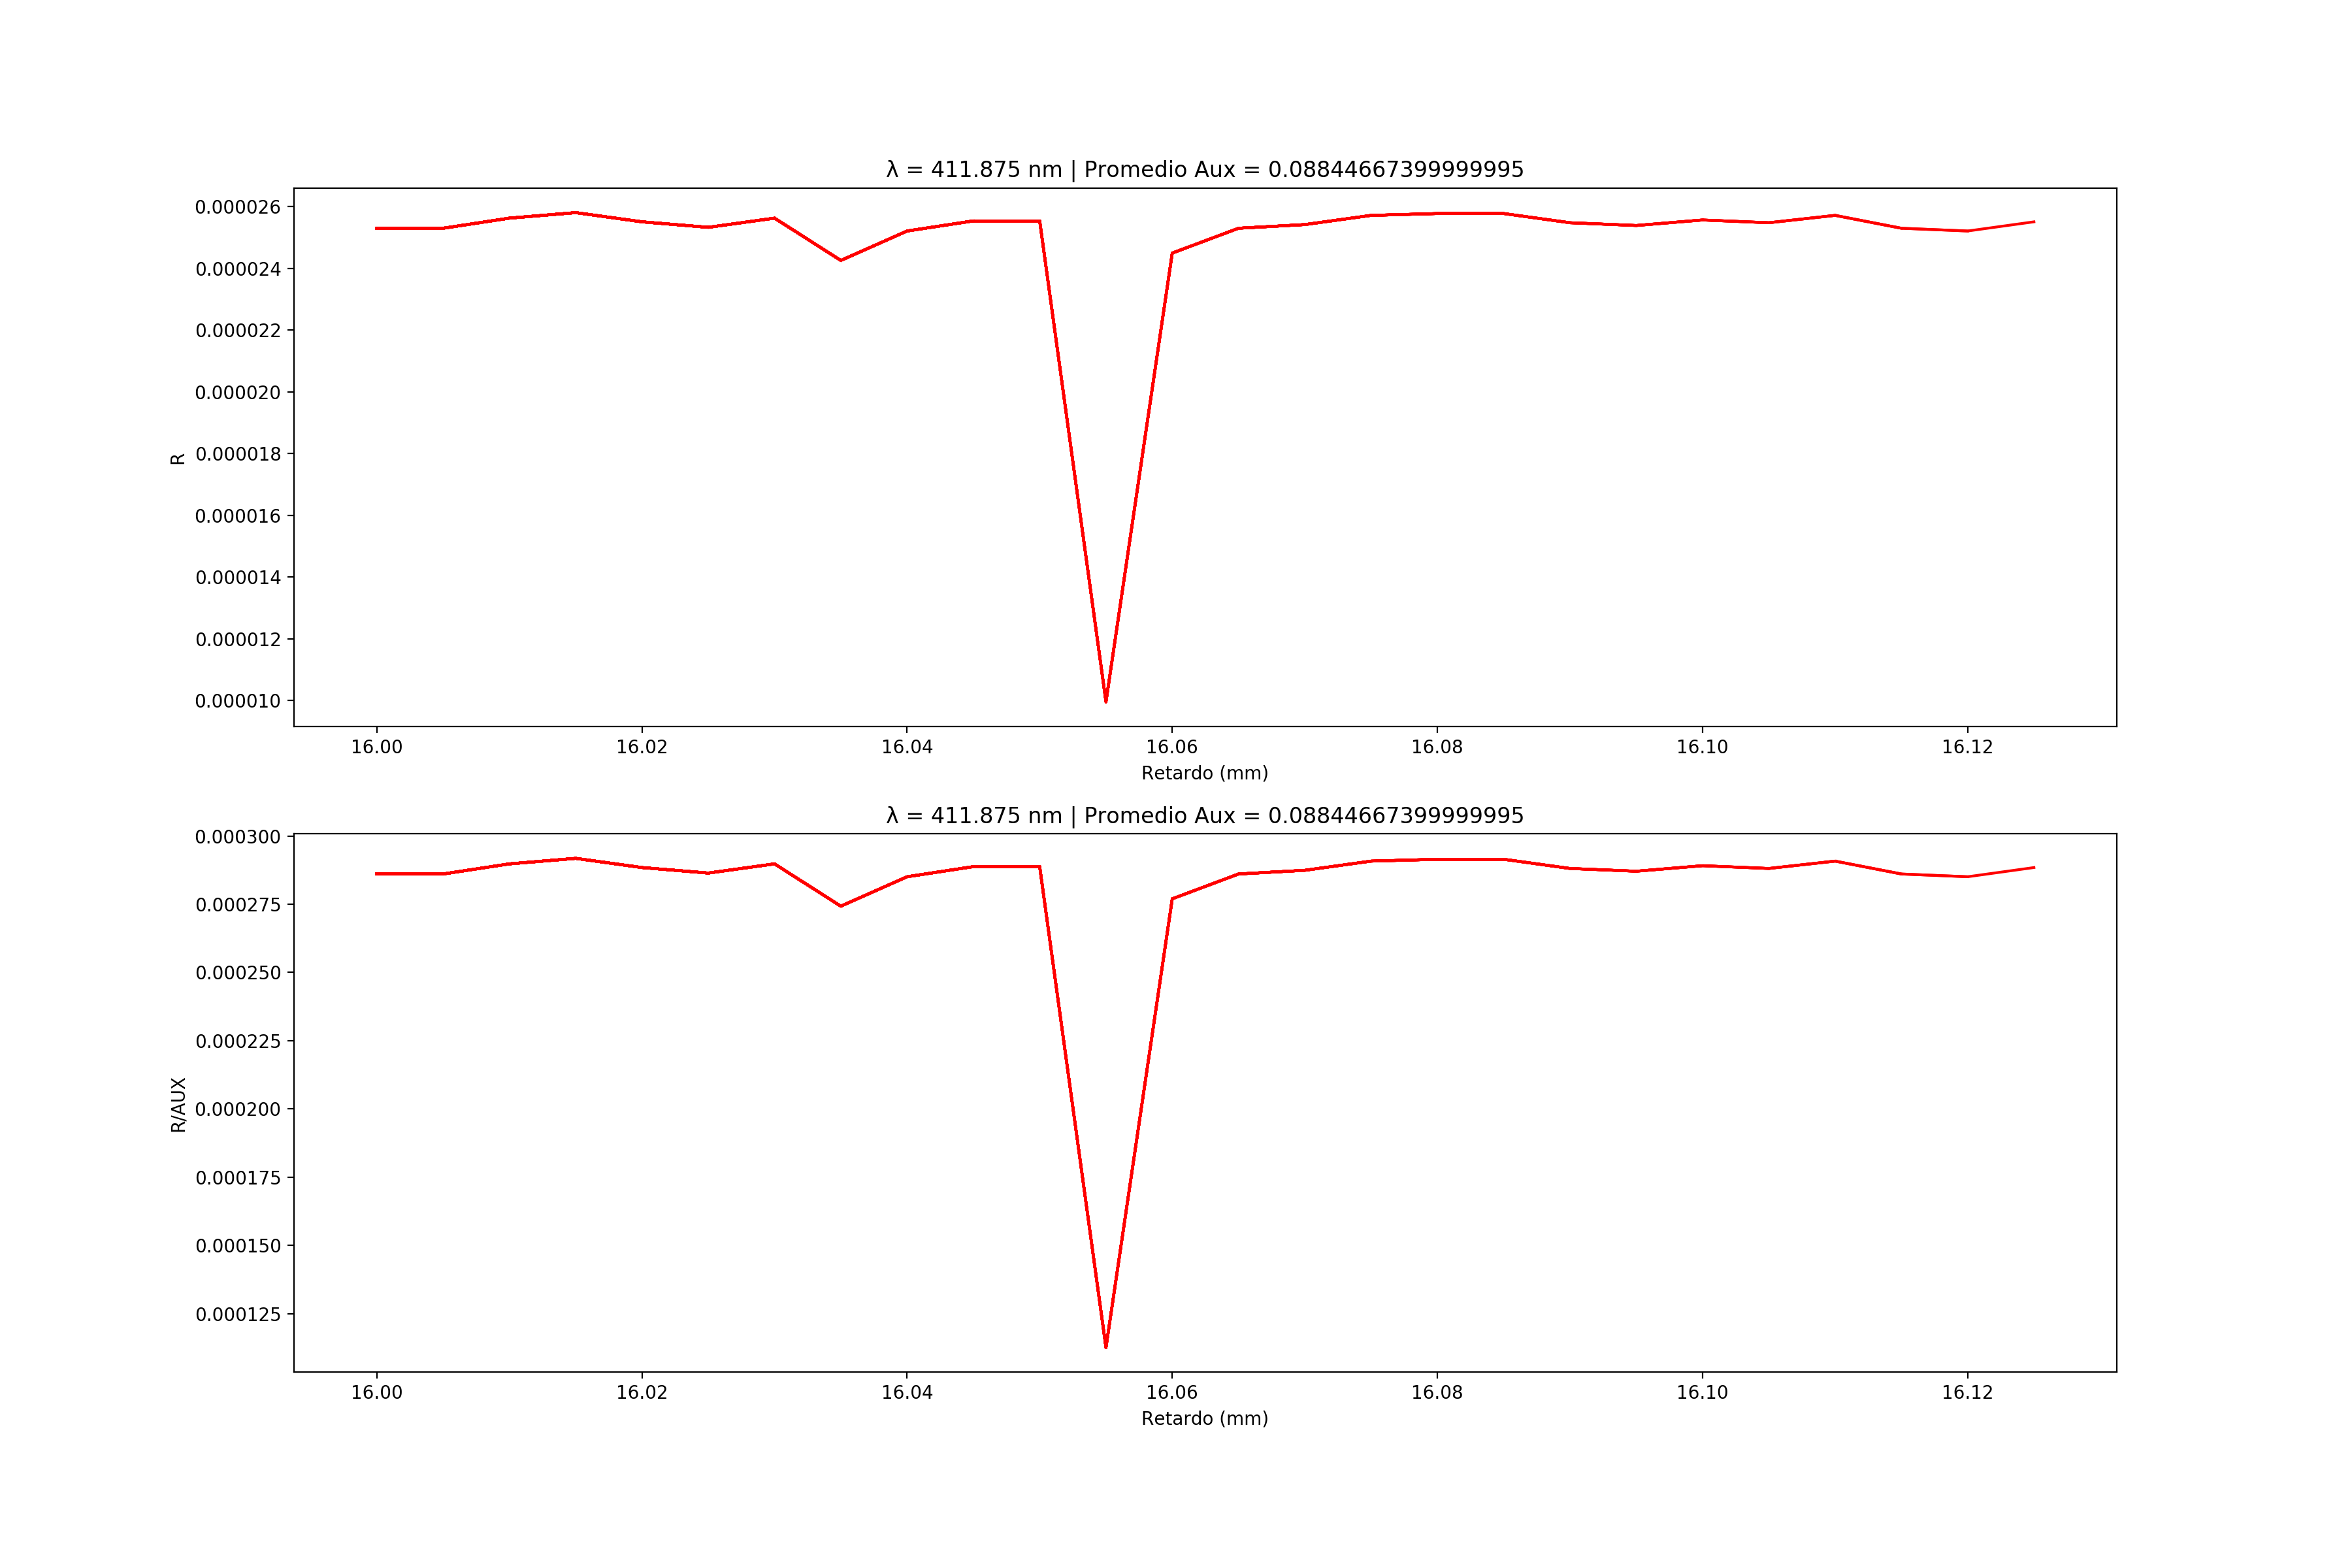 λ = 411.875 nm | Promedio Aux = 0.08844667399999995
0.000026
0.000024
0.000022
0.000020
0.000018
0.000016
0.000014
0.000012
0.000010
R
16.00 16.02 16.04 16.06 16.08 16.10 16.12
Retardo (mm)
λ = 411.875 nm | Promedio Aux = 0.08844667399999995
0.000300
0.000275
0.000250
0.000225
0.000200
0.000175
0.000150
0.000125
R/AUX
16.00 16.02 16.04 16.06 16.08 16.10 16.12
Retardo (mm)